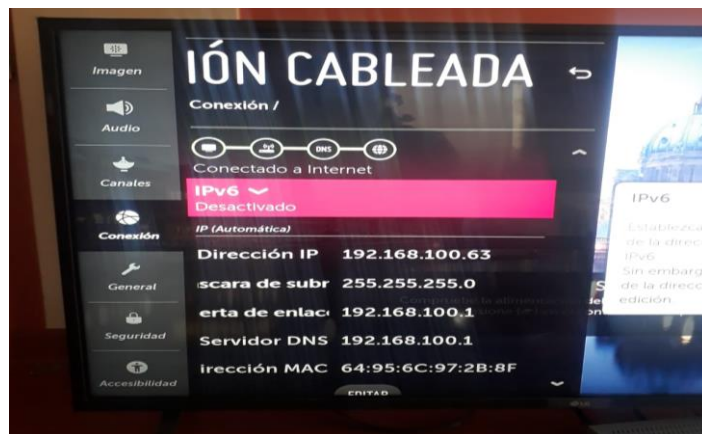 Imagen
Audio
Canales
Conexión
General
Seguridad
Accesibilidad
IÓN CABLEADA
Conexión /
DNS
Conectado a Internet
IPv6
Desactivado
IP (Automática)
Dirección IP 192.168.100.63
scara de subr 255.255.255.0
erta de enlac 192.168.100.1
Servidor DNS 192.168.100.1
irección MAC 64:95:6C:97:2B:8F
EDITAR
IPv6
Establezca
de la direc
IPv6
Sin embarg
de la direcc
edición.
LG